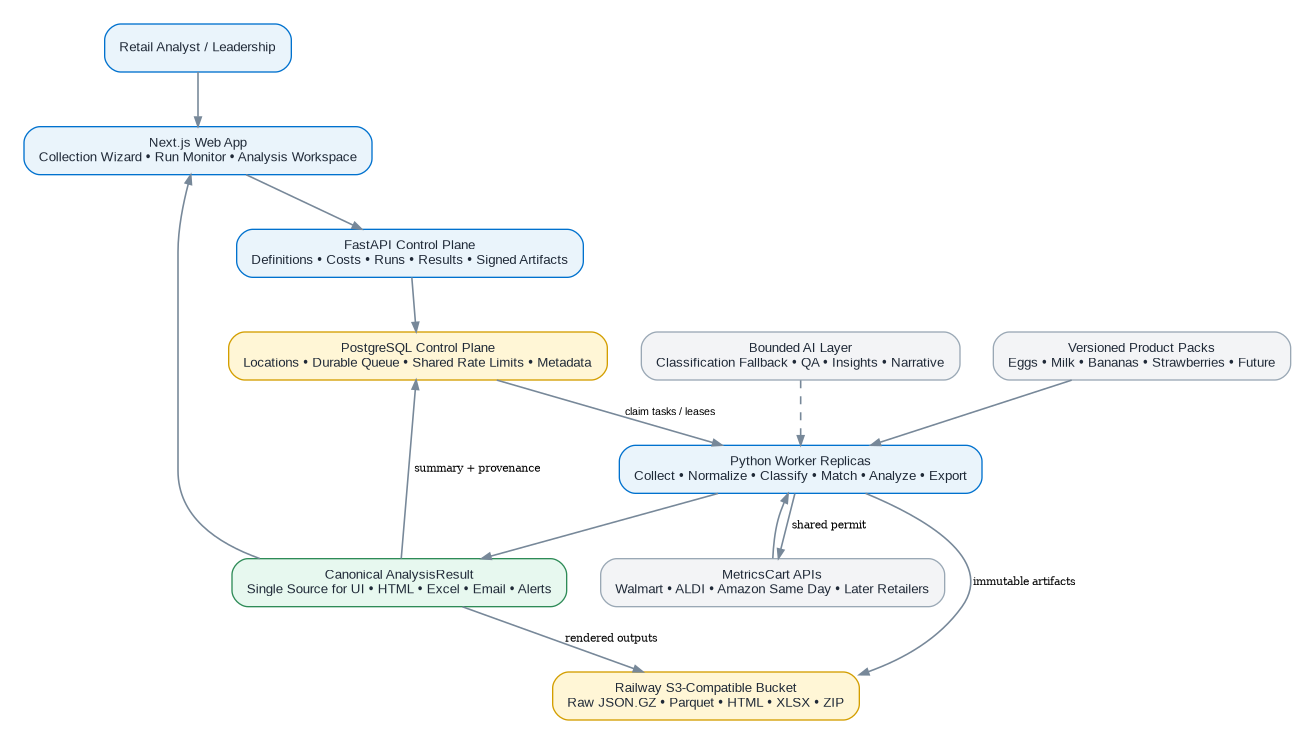 Retail Analyst / Leadership
Next.js Web App
Collection Wizard • Run Monitor • Analysis Workspace
FastAPI Control Plane
Definitions • Costs • Runs • Results • Signed Artifacts
PostgreSQL Control Plane
Locations • Durable Queue • Shared Rate Limits • Metadata
Bounded AI Layer
Classification Fallback • QA • Insights • Narrative
Versioned Product Packs
Eggs • Milk • Bananas • Strawberries • Future
claim tasks / leases
Python Worker Replicas
Collect • Normalize • Classify • Match • Analyze • Export
summary + provenance
shared permit
Canonical AnalysisResult
Single Source for UI • HTML • Excel • Email • Alerts
MetricsCart APIs
Walmart • ALDI • Amazon Same Day • Later Retailers
immutable artifacts
rendered outputs
Railway S3-Compatible Bucket
Raw JSON.GZ • Parquet • HTML • XLSX • ZIP